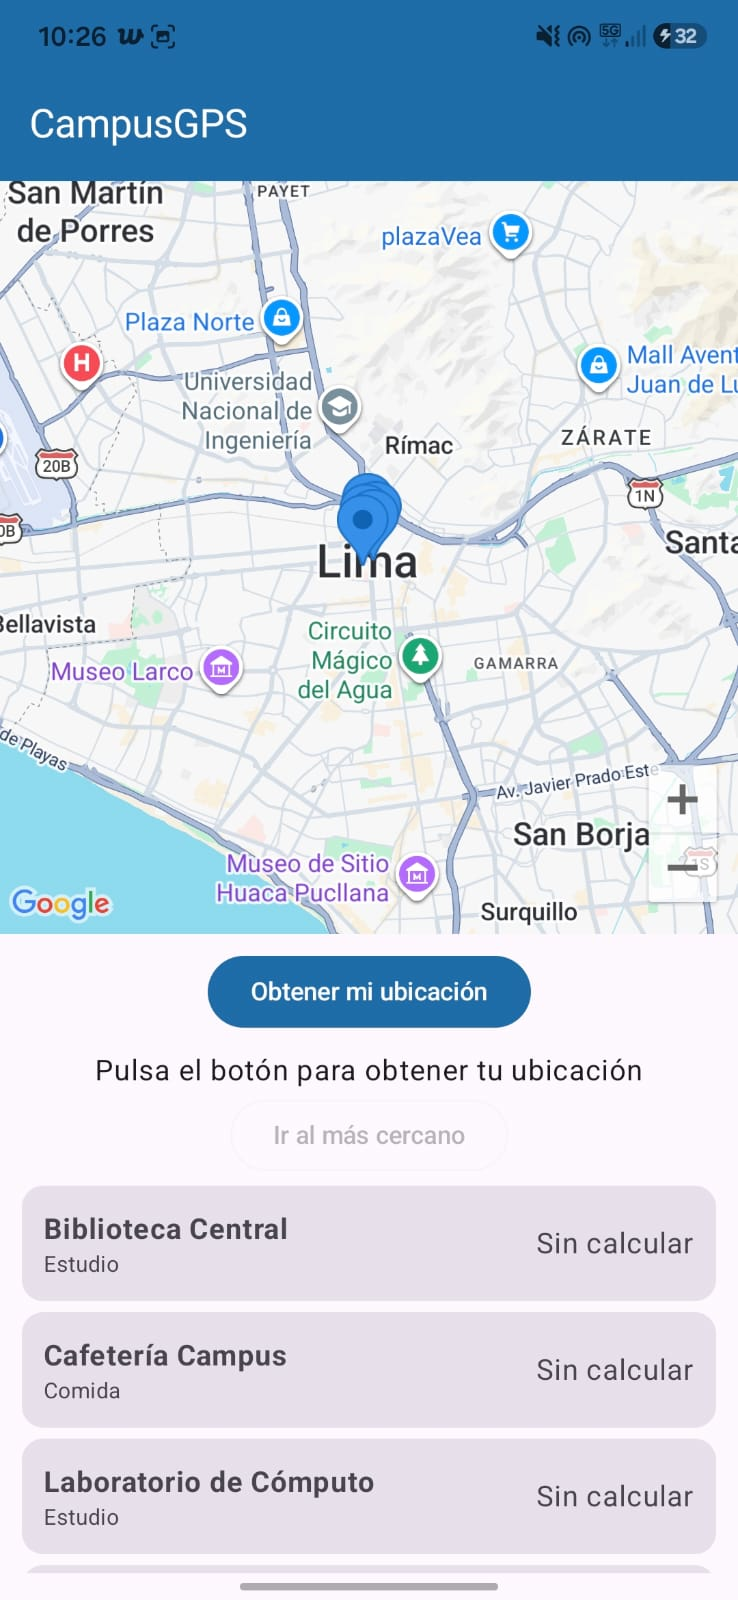 10:26
5G
32
CampusGPS
San Martín
de Porres
PAYET
plazaVea
Plaza Norte
H
Mall Avent
Juan de Lu
Universidad
Nacional de
Ingeniería
Rímac
ZÁRATE
20B
1N
0B
Lima
Santa
Bellavista
Circuito
Mágico
del Agua
Museo Larco
GAMARRA
de Playas
Av. Javier Prado Este
San Borja
+
1S
−
Museo de Sitio
Huaca Pucllana
Google
Surquillo
Obtener mi ubicación
Pulsa el botón para obtener tu ubicación
Ir al más cercano
Biblioteca Central
Sin calcular
Estudio
Cafetería Campus
Sin calcular
Comida
Laboratorio de Cómputo
Sin calcular
Estudio